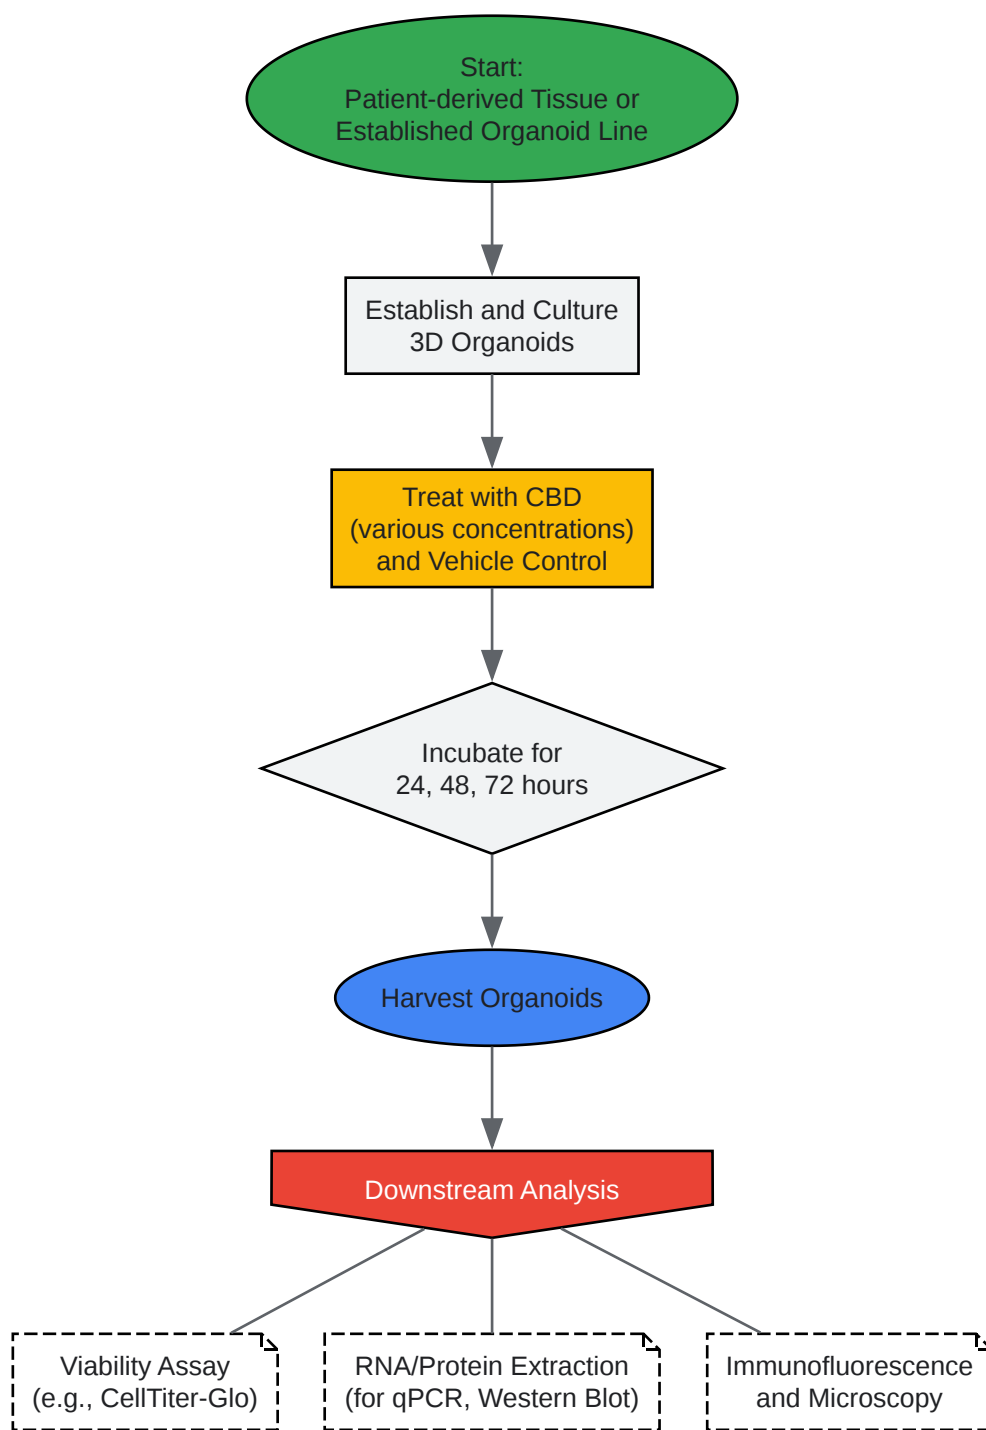 Start:
Patient-derived Tissue or
Established Organoid Line
Establish and Culture
3D Organoids
Treat with CBD
(various concentrations)
and Vehicle Control
Incubate for
24, 48, 72 hours
Harvest Organoids
Downstream Analysis
Viability Assay
(e.g., CellTiter-Glo)
RNA/Protein Extraction
(for qPCR, Western Blot)
Immunofluorescence
and Microscopy